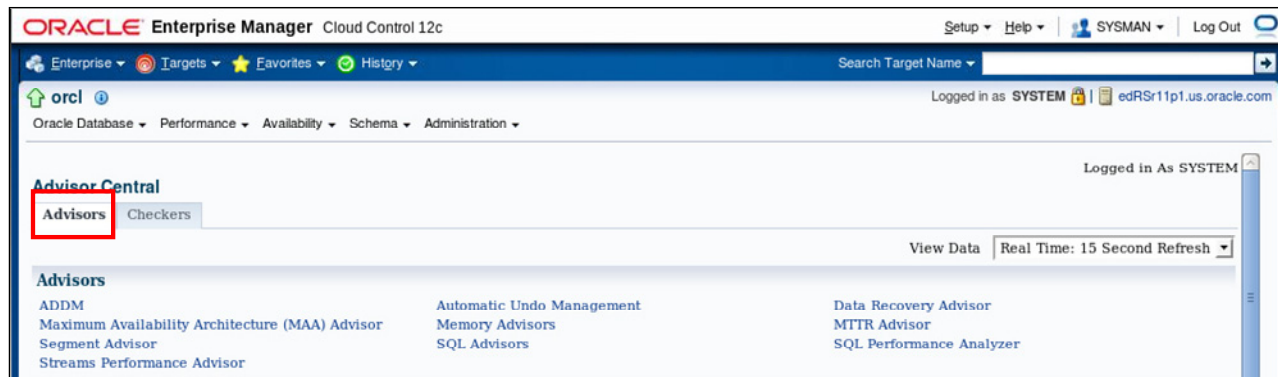 ORACLE Enterprise Manager Cloud Control 12c
Setup Help SYSMAN Log Out
Enterprise Targets Favorites History
Search Target Name
orcl
Logged in as SYSTEM edRSr11p1.us.oracle.com
Oracle Database Performance Availability Schema Administration
Logged in As SYSTEM
Advisor Central
Advisors Checkers
View Data Real Time: 15 Second Refresh
Advisors
ADDM Automatic Undo Management Data Recovery Advisor
Maximum Availability Architecture (MAA) Advisor Memory Advisors MTTR Advisor
Segment Advisor SQL Advisors SQL Performance Analyzer
Streams Performance Advisor